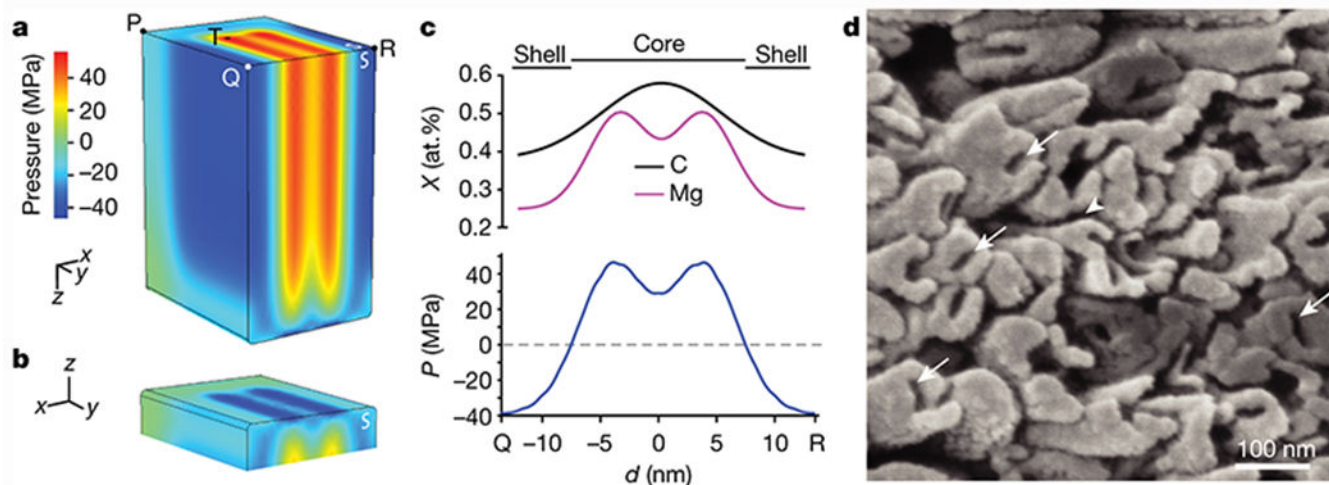 a
P
T
R
S
Q
Pressure (MPa)
40
20
0
−20
−40
x
y
z
b
z
x
y
S
c
Shell
Core
Shell
0.6
0.5
0.4
0.3
0.2
X (at.%)
C
Mg
40
20
0
−20
−40
P (MPa)
Q −10 −5 0 5 10 R
d (nm)
d
100 nm